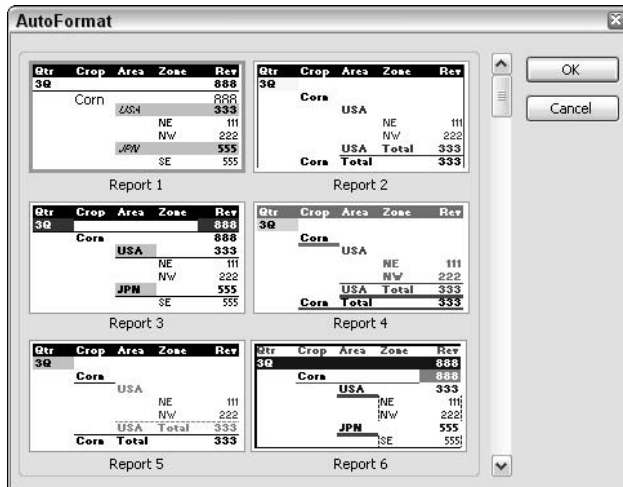 AutoFormat
OK
Cancel
Qtr Crop Area Zone Rev
3Q 888
Corn 888
USA 333
NE 111
NW 222
JPN 555
SE 555
Report 1
Qtr Crop Area Zone Rev
3Q
Corn
USA
NE 111
NW 222
USA Total 333
Corn Total 333
Report 2
Qtr Crop Area Zone Rev
3Q 888
Corn 888
USA 333
NE 111
NW 222
JPN 555
SE 555
Report 3
Qtr Crop Area Zone Rev
3Q
Corn
USA
NE 111
NW 222
USA Total 333
Corn Total 333
Report 4
Qtr Crop Area Zone Rev
3Q
Corn
USA
NE 111
NW 222
USA Total 333
Corn Total 333
Report 5
Qtr Crop Area Zone Rev
3Q 888
Corn 888
USA 333
NE 111
NW 222
JPN 555
SE 555
Report 6